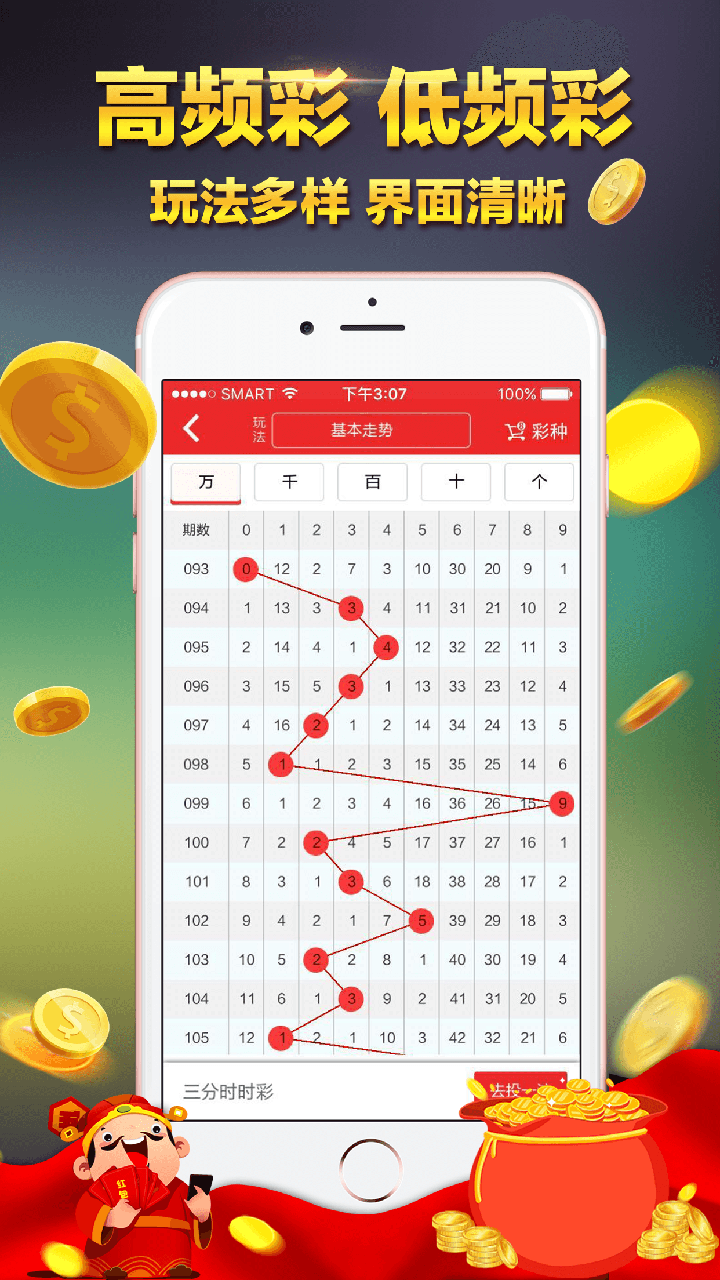 高频彩 低频彩
玩法多样 界面清晰
SMART 下午3:07 100%
玩法 基本走势 彩种
万 千 百 十 个
期数 0 1 2 3 4 5 6 7 8 9
093 0 12 2 7 3 10 30 20 9 1
094 1 13 3 3 4 11 31 21 10 2
095 2 14 4 1 4 12 32 22 11 3
096 3 15 5 3 1 13 33 23 12 4
097 4 16 2 1 2 14 34 24 13 5
098 5 1 1 2 3 15 35 25 14 6
099 6 1 2 3 4 16 36 26 15 9
100 7 2 2 4 5 17 37 27 16 1
101 8 3 1 3 6 18 38 28 17 2
102 9 4 2 1 7 5 39 29 18 3
103 10 5 2 2 8 1 40 30 19 4
104 11 6 1 3 9 2 41 31 20 5
105 12 1 2 1 10 3 42 32 21 6
三分时时彩 去投一
红包